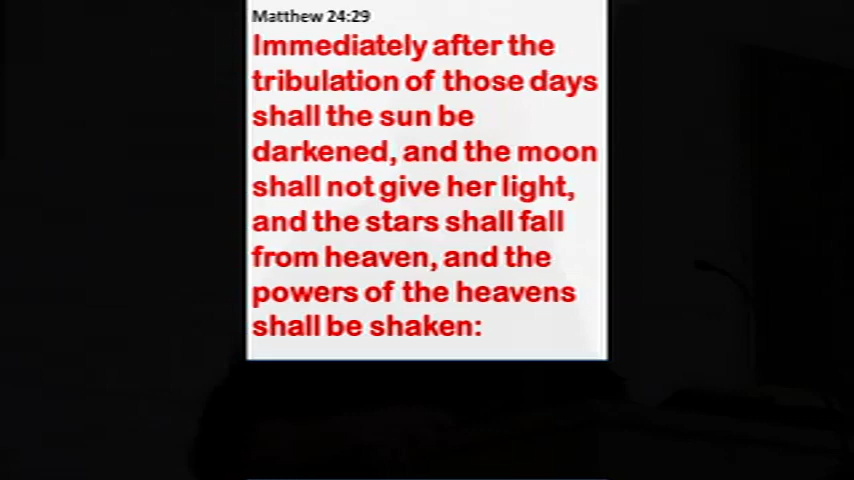 Matthew 24:29
Immediately after the
tribulation of those days
shall the sun be
darkened, and the moon
shall not give her light,
and the stars shall fall
from heaven, and the
powers of the heavens
shall be shaken: